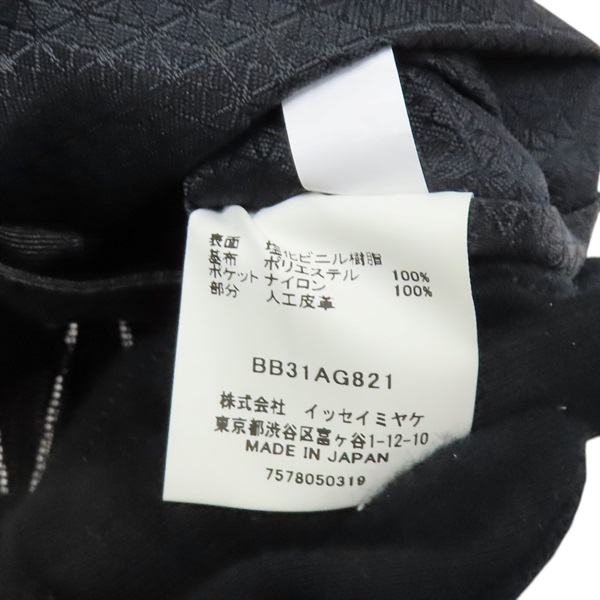 表面 塩化ビニル樹脂
基布 ポリエステル 100%
ポケット ナイロン 100%
部分 人工皮革
BB31AG821
株式会社 イッセイミヤケ
東京都渋谷区富ヶ谷1-12-10
MADE IN JAPAN
7578050319